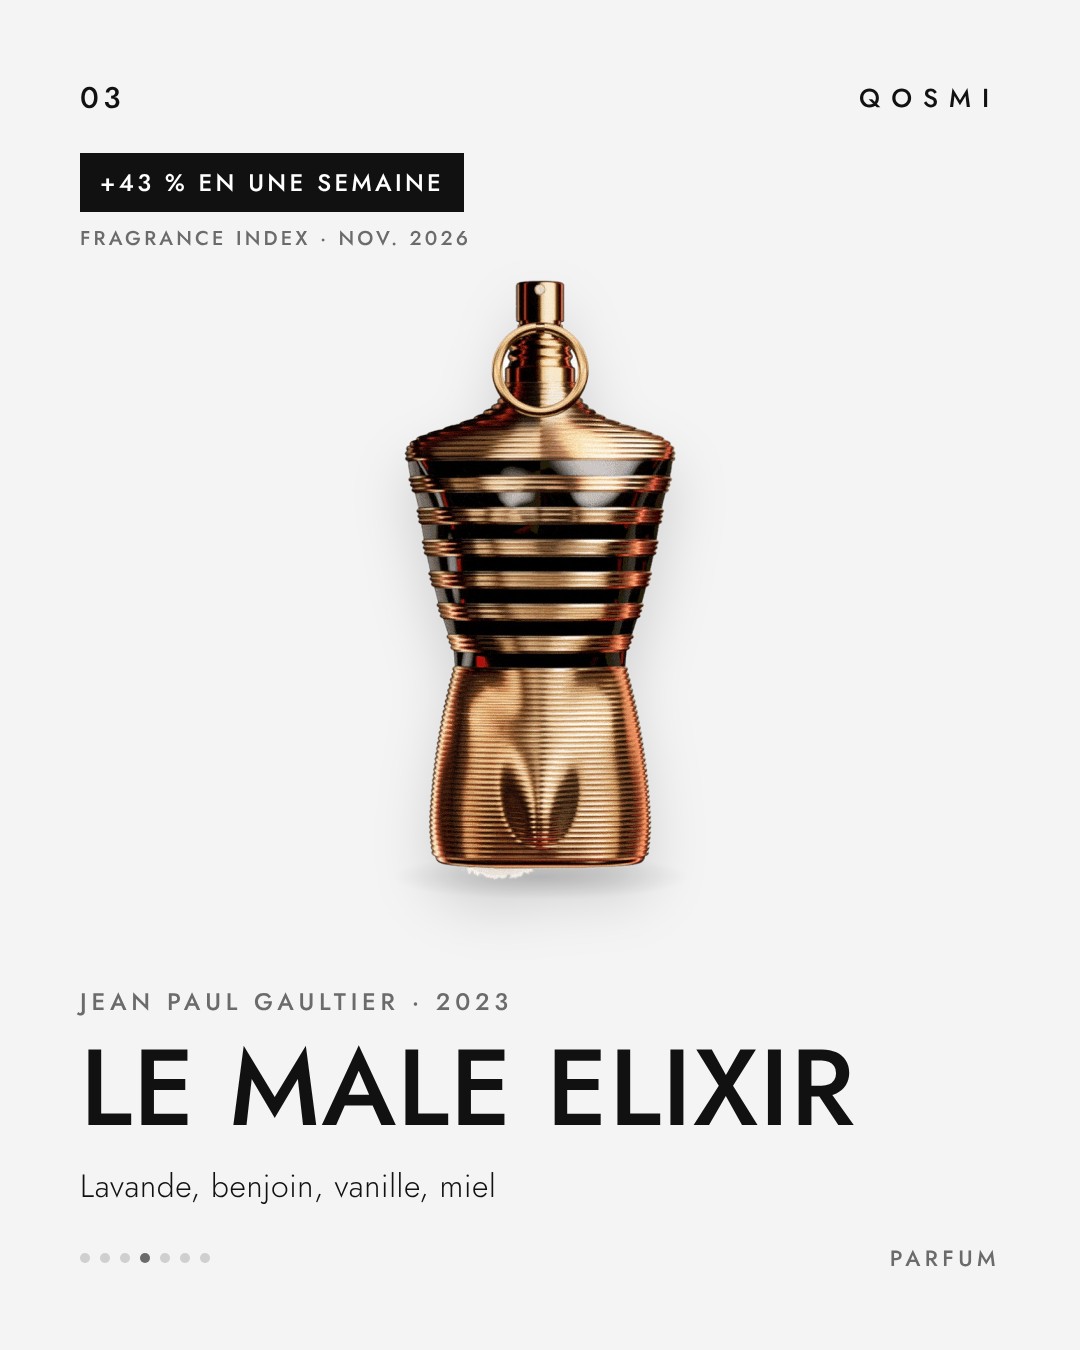 03
QOSMI
+43 % EN UNE SEMAINE
FRAGRANCE INDEX · NOV. 2026
JEAN PAUL GAULTIER · 2023
LE MALE ELIXIR
Lavande, benjoin, vanille, miel
PARFUM